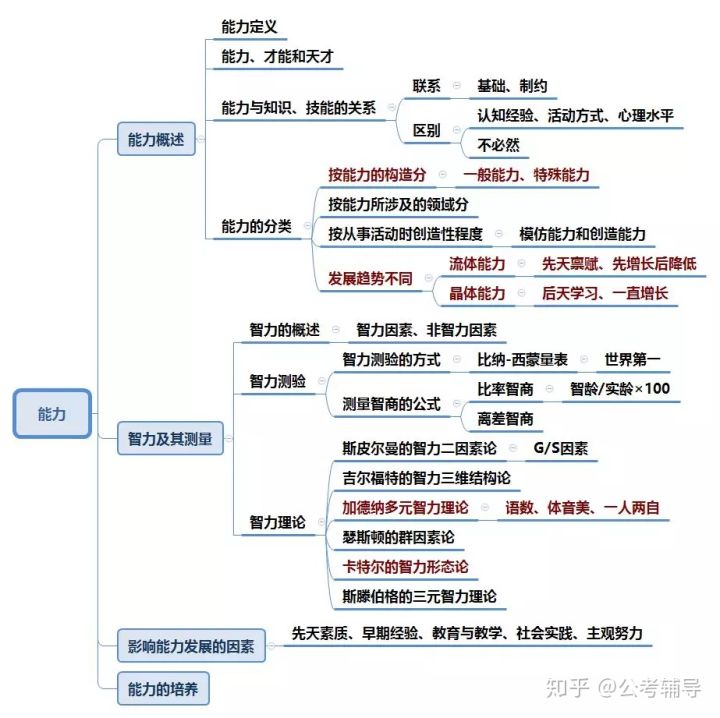 能力定义
能力、才能和天才
联系
基础、制约
能力与知识、技能的关系
认知经验、活动方式、心理水平
区别
不必然
能力概述
按能力的构造分
一般能力、特殊能力
按能力所涉及的领域分
能力的分类
按从事活动时创造性程度
模仿能力和创造能力
流体能力
先天禀赋、先增长后降低
发展趋势不同
晶体能力
后天学习、一直增长
智力的概述
智力因素、非智力因素
智力测验的方式
比纳-西蒙量表
世界第一
智力测验
比率智商
智龄/实龄×100
测量智商的公式
离差智商
能力
智力及其测量
斯皮尔曼的智力二因素论
G/S因素
吉尔福特的智力三维结构论
加德纳多元智力理论
语数、体音美、一人两自
智力理论
瑟斯顿的群因素论
卡特尔的智力形态论
斯滕伯格的三元智力理论
影响能力发展的因素
先天素质、早期经验、教育与教学、社会实践、主观努力
能力的培养
知乎 @公考辅导